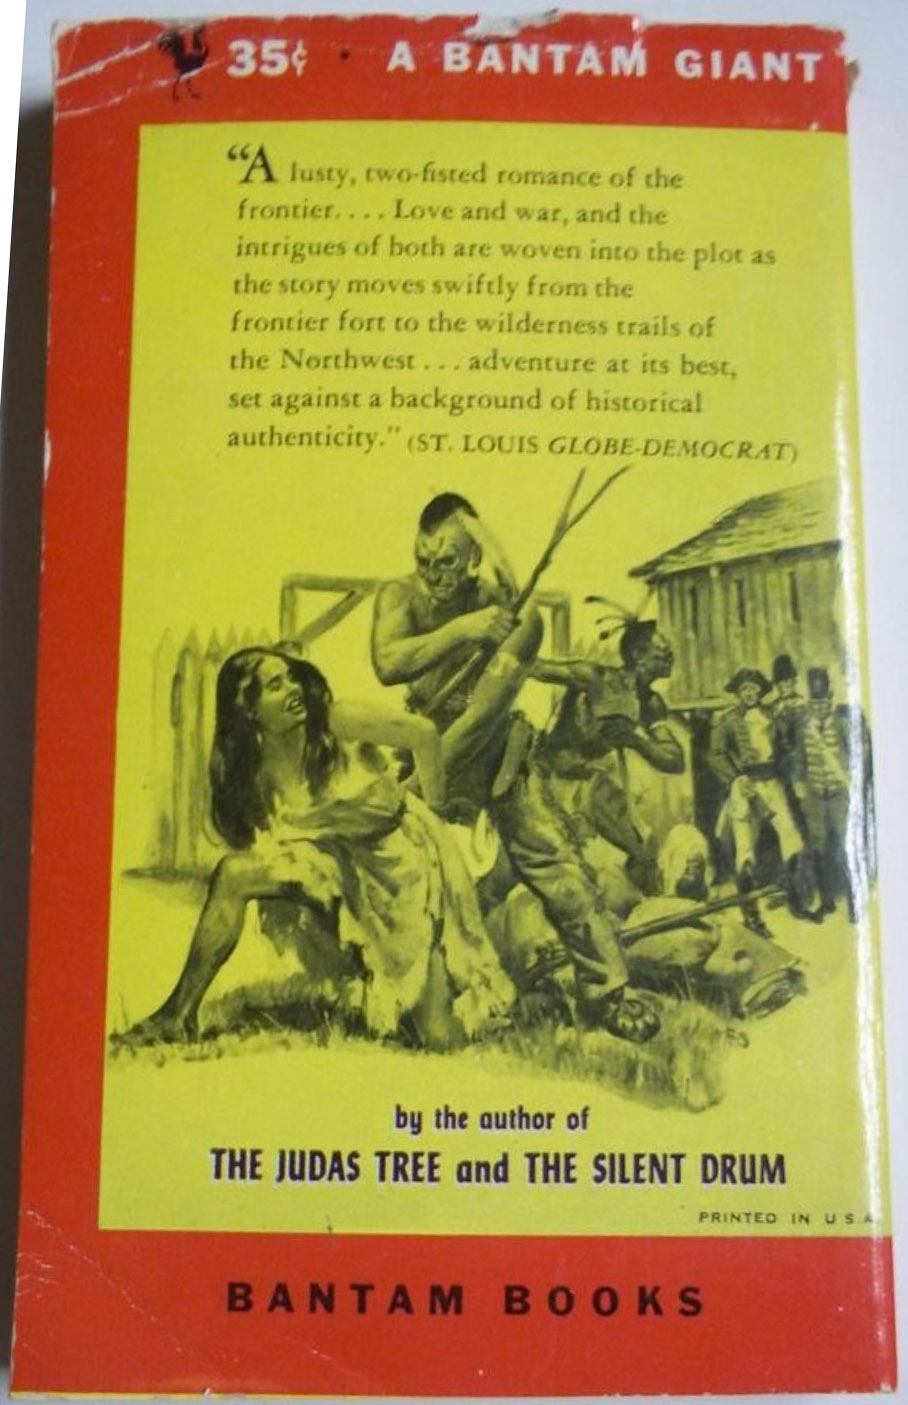 35¢ · A BANTAM GIANT
“A lusty, two-fisted romance of the
frontier.... Love and war, and the
intrigues of both are woven into the plot as
the story moves swiftly from the
frontier fort to the wilderness trails of
the Northwest ... adventure at its best,
set against a background of historical
authenticity.” (ST. LOUIS GLOBE-DEMOCRAT)
by the author of
THE JUDAS TREE and THE SILENT DRUM
PRINTED IN U S A
BANTAM BOOKS